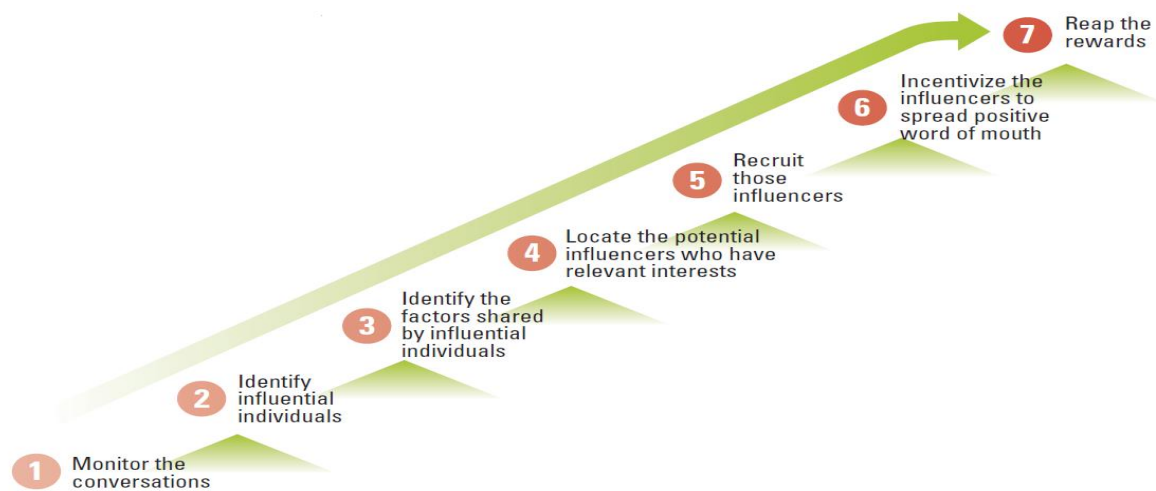 7 Reap the
rewards
6 Incentivize the
influencers to
spread positive
word of mouth
5 Recruit
those
influencers
4 Locate the potential
influencers who have
relevant interests
3 Identify the
factors shared
by influential
individuals
2 Identify
influential
individuals
1 Monitor the
conversations